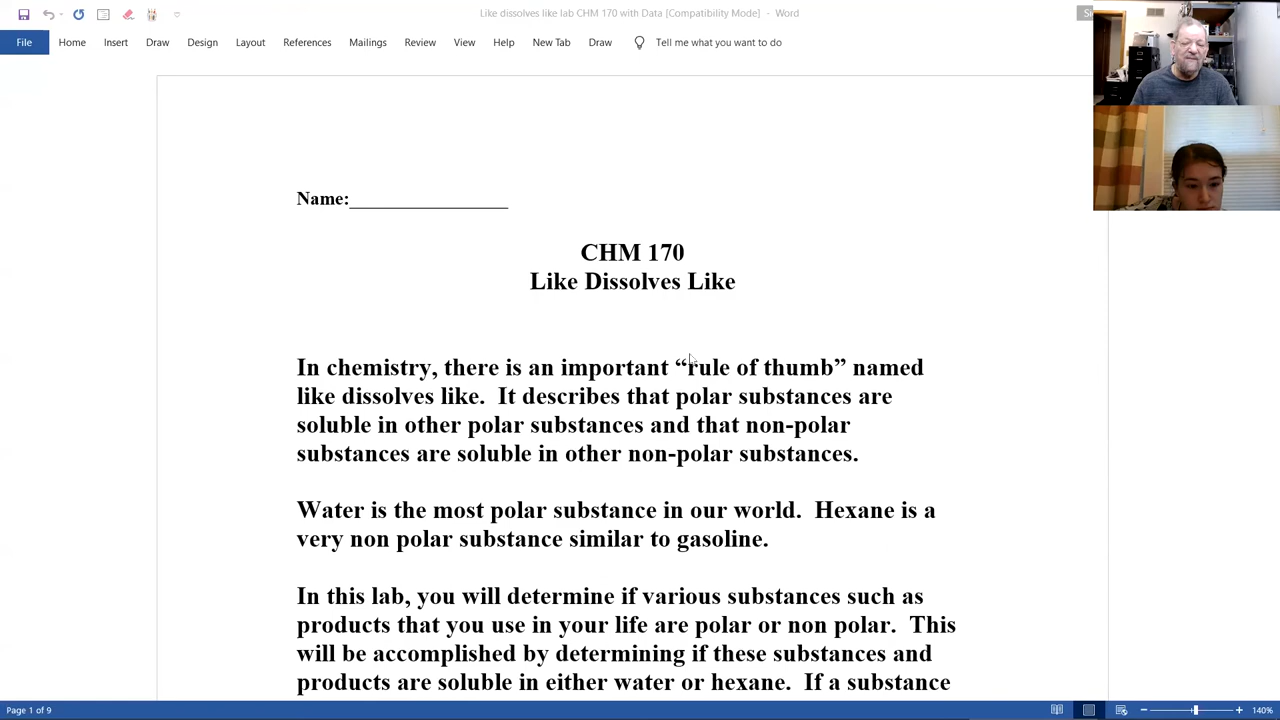 Like dissolves like lab CHM 170 with Data [Compatibility Mode] - Word
File Home Insert Draw Design Layout References Mailings Review View Help New Tab Draw Tell me what you want to do
Name:_________________
CHM 170
Like Dissolves Like
In chemistry, there is an important “rule of thumb” named
like dissolves like. It describes that polar substances are
soluble in other polar substances and that non-polar
substances are soluble in other non-polar substances.
Water is the most polar substance in our world. Hexane is a
very non polar substance similar to gasoline.
In this lab, you will determine if various substances such as
products that you use in your life are polar or non polar. This
will be accomplished by determining if these substances and
products are soluble in either water or hexane. If a substance
Page 1 of 9 140%